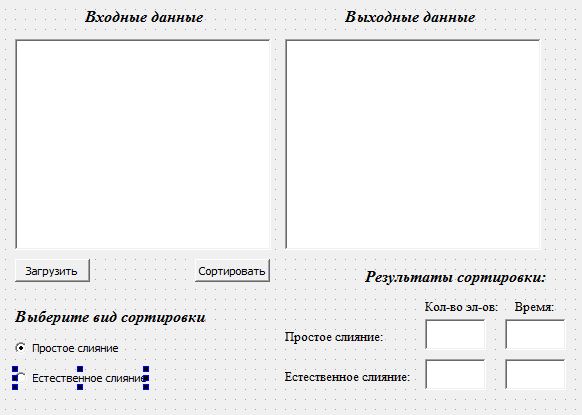 Входные данные
Выходные данные
Загрузить
Сортировать
Результаты сортировки:
Выберите вид сортировки
Кол-во эл-ов:
Время:
Простое слияние
Простое слияние:
Естественное слияние
Естественное слияние: